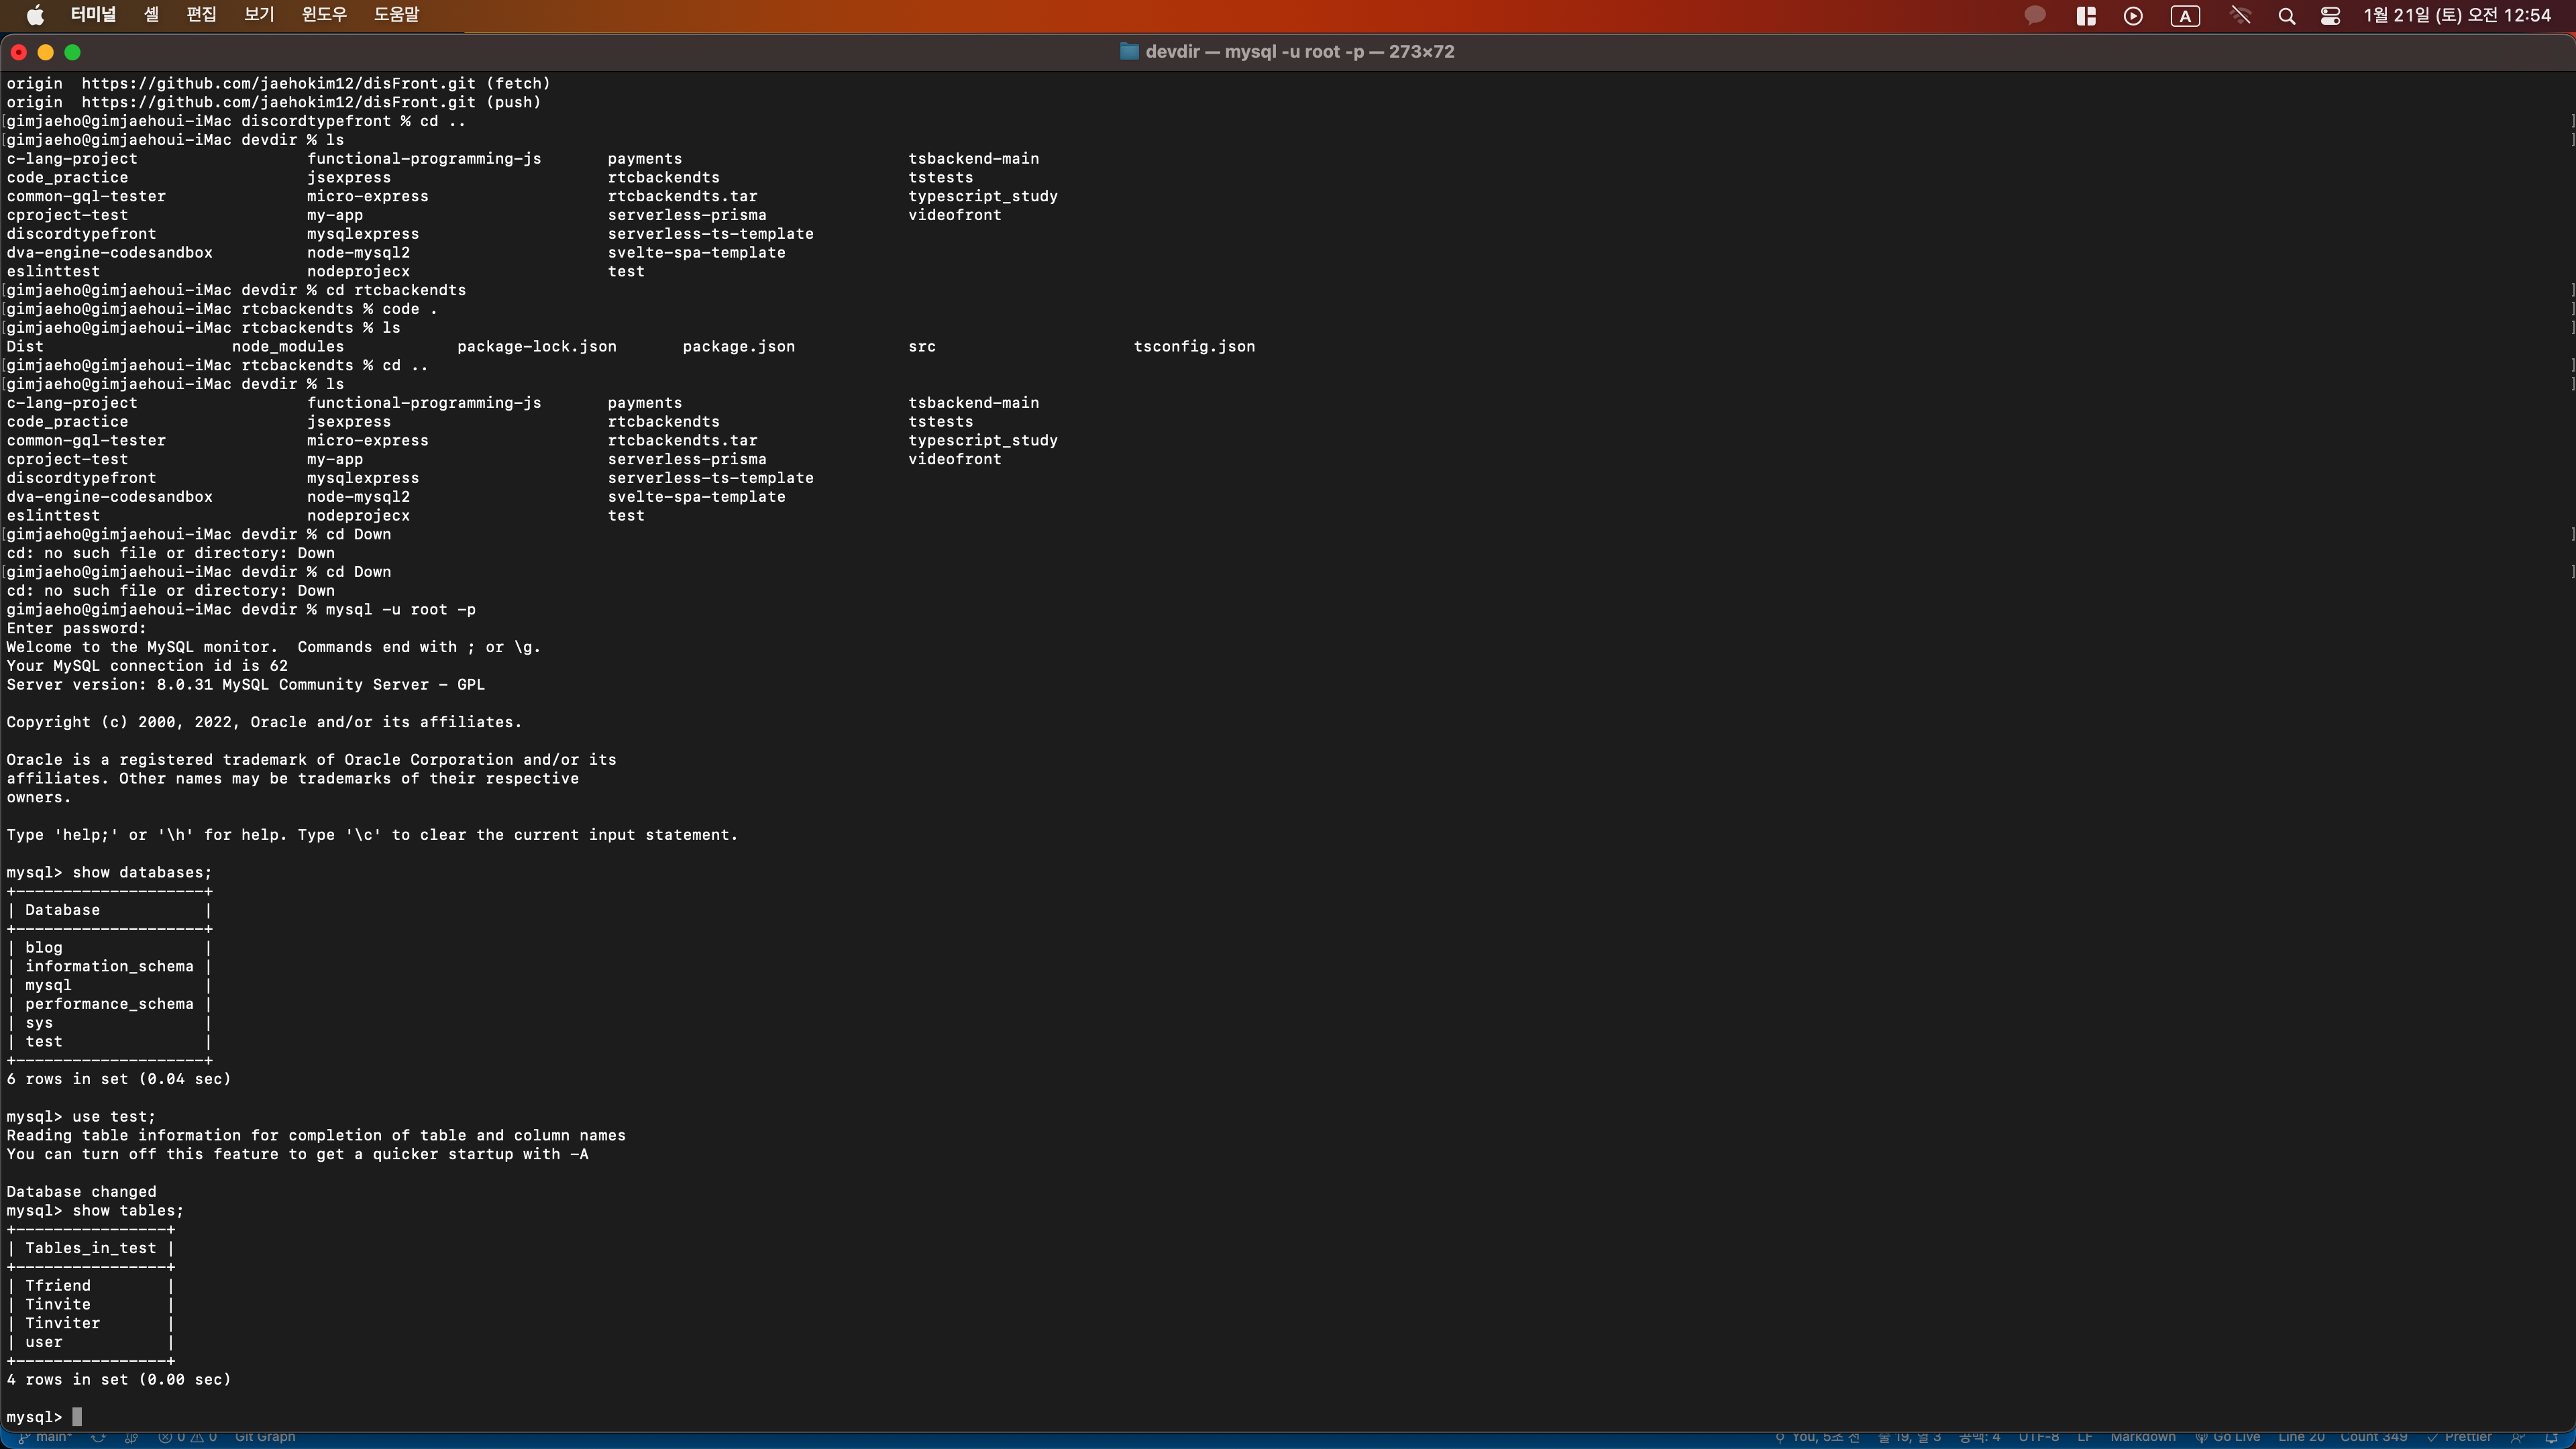 터미널 셸 편집 보기 윈도우 도움말 A 1월 21일 (토) 오전 12:54
devdir — mysql -u root -p — 273×72
origin  https://github.com/jaehokim12/disFront.git (fetch)
origin  https://github.com/jaehokim12/disFront.git (push)
[gimjaeho@gimjaehoui-iMac discordtypefront % cd .. ]
[gimjaeho@gimjaehoui-iMac devdir % ls ]
c-lang-project functional-programming-js payments tsbackend-main
code_practice jsexpress rtcbackendts tstests
common-gql-tester micro-express rtcbackendts.tar typescript_study
cproject-test my-app serverless-prisma videofront
discordtypefront mysqlexpress serverless-ts-template
dva-engine-codesandbox node-mysql2 svelte-spa-template
eslinttest nodeprojecx test
[gimjaeho@gimjaehoui-iMac devdir % cd rtcbackendts ]
[gimjaeho@gimjaehoui-iMac rtcbackendts % code . ]
[gimjaeho@gimjaehoui-iMac rtcbackendts % ls ]
Dist node_modules package-lock.json package.json src tsconfig.json
[gimjaeho@gimjaehoui-iMac rtcbackendts % cd .. ]
[gimjaeho@gimjaehoui-iMac devdir % ls ]
c-lang-project functional-programming-js payments tsbackend-main
code_practice jsexpress rtcbackendts tstests
common-gql-tester micro-express rtcbackendts.tar typescript_study
cproject-test my-app serverless-prisma videofront
discordtypefront mysqlexpress serverless-ts-template
dva-engine-codesandbox node-mysql2 svelte-spa-template
eslinttest nodeprojecx test
[gimjaeho@gimjaehoui-iMac devdir % cd Down ]
cd: no such file or directory: Down
[gimjaeho@gimjaehoui-iMac devdir % cd Down ]
cd: no such file or directory: Down
gimjaeho@gimjaehoui-iMac devdir % mysql -u root -p
Enter password:
Welcome to the MySQL monitor.  Commands end with ; or \g.
Your MySQL connection id is 62
Server version: 8.0.31 MySQL Community Server - GPL
Copyright (c) 2000, 2022, Oracle and/or its affiliates.
Oracle is a registered trademark of Oracle Corporation and/or its
affiliates. Other names may be trademarks of their respective
owners.
Type 'help;' or '\h' for help. Type '\c' to clear the current input statement.
mysql> show databases;
+--------------------+
| Database           |
+--------------------+
| blog               |
| information_schema |
| mysql              |
| performance_schema |
| sys                |
| test               |
+--------------------+
6 rows in set (0.04 sec)
mysql> use test;
Reading table information for completion of table and column names
You can turn off this feature to get a quicker startup with -A
Database changed
mysql> show tables;
+----------------+
| Tables_in_test |
+----------------+
| Tfriend        |
| Tinvite        |
| Tinviter       |
| user           |
+----------------+
4 rows in set (0.00 sec)
mysql>
main* 0 0 Git Graph You, 5초 전 줄 19, 열 3 공백: 4 UTF-8 LF Markdown Go Live Line 20 Count 349 Prettier